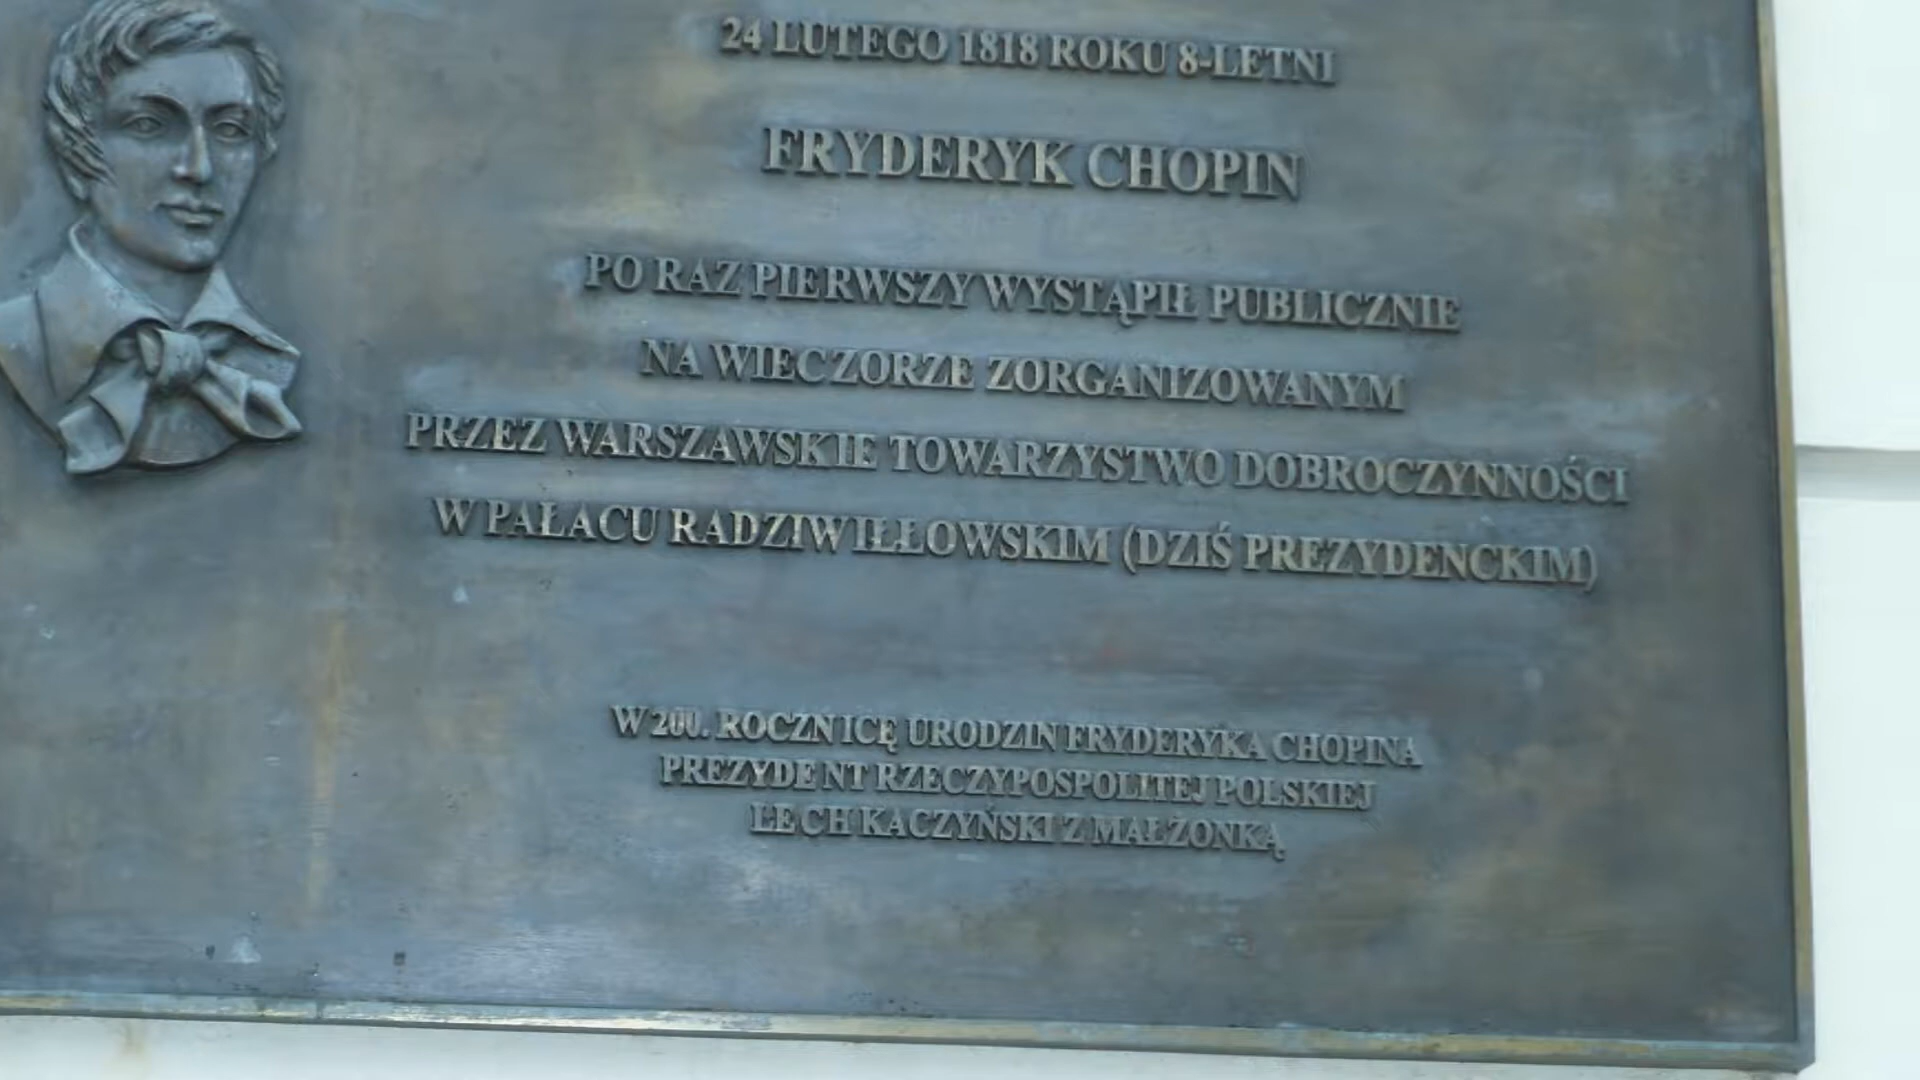 24 LUTEGO 1818 ROKU 8-LETNI
FRYDERYK CHOPIN
PO RAZ PIERWSZY WYSTĄPIŁ PUBLICZNIE
NA WIECZORZE ZORGANIZOWANYM
PRZEZ WARSZAWSKIE TOWARZYSTWO DOBROCZYNNOŚCI
W PAŁACU RADZIWIŁŁOWSKIM (DZIŚ PREZYDENCKIM)
W 200. ROCZNICĘ URODZIN FRYDERYKA CHOPINA
PREZYDENT RZECZYPOSPOLITEJ POLSKIEJ
LECH KACZYŃSKI Z MAŁŻONKĄ